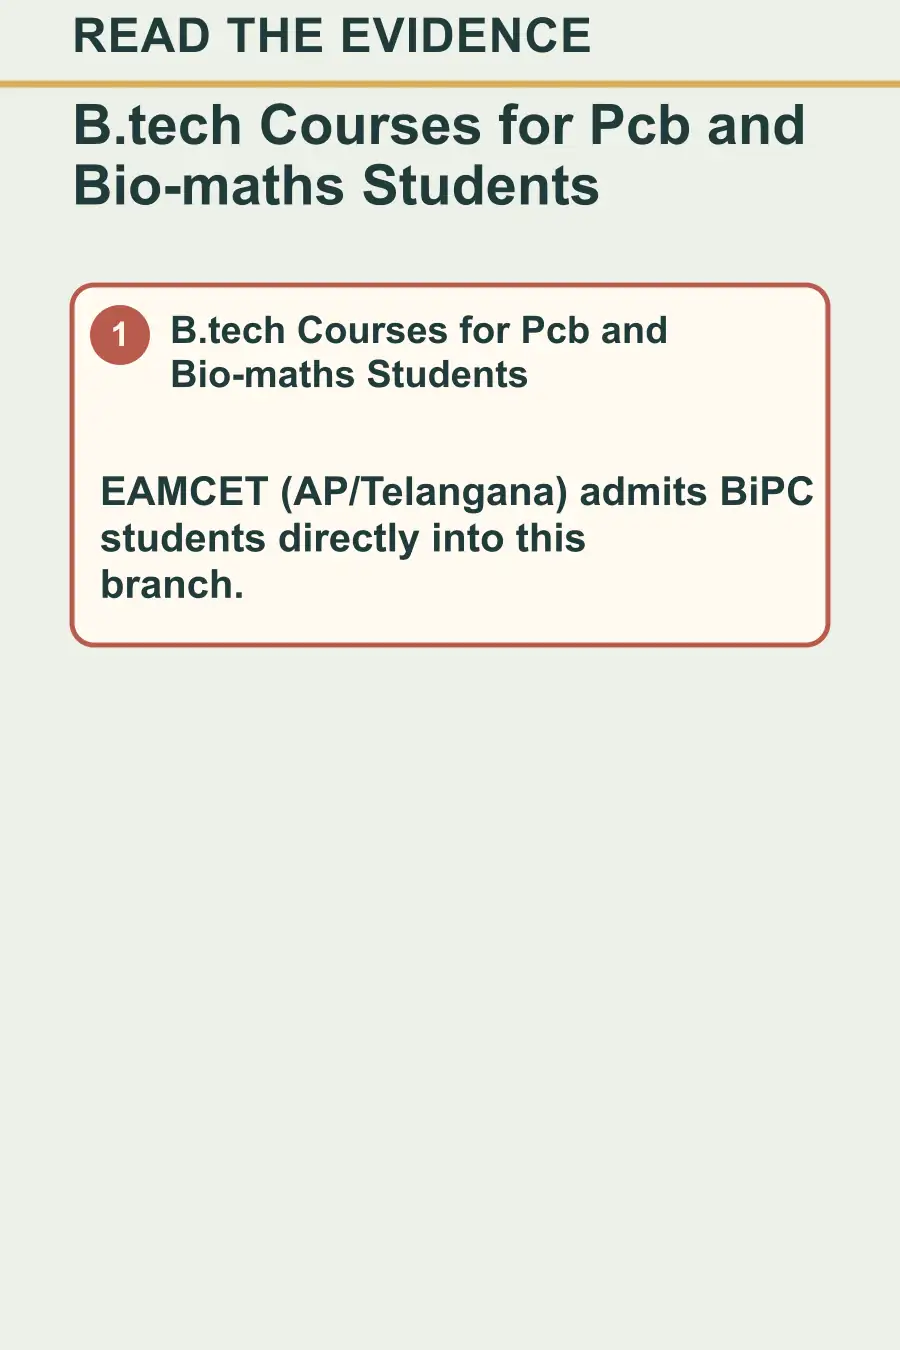 READ THE EVIDENCE
B.tech Courses for Pcb and
Bio-maths Students
1
B.tech Courses for Pcb and
Bio-maths Students
EAMCET (AP/Telangana) admits BiPC
students directly into this
branch.